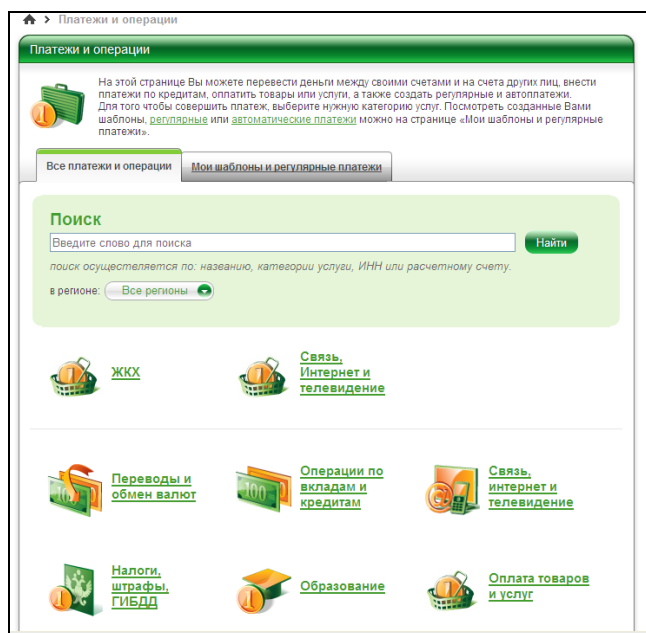 Платежи и операции
Платежи и операции
На этой странице Вы можете перевести деньги между своими счетами и на счета других лиц, внести
платежи по кредитам, оплатить товары или услуги, а также создать регулярные и автоплатежи.
Для того чтобы совершить платеж, выберите нужную категорию услуг. Посмотреть созданные Вами
шаблоны, регулярные или автоматические платежи можно на странице «Мои шаблоны и регулярные
платежи».
Все платежи и операции
Мои шаблоны и регулярные платежи
Поиск
Введите слово для поиска
Найти
поиск осуществляется по: названию, категории услуги, ИНН или расчетному счету.
в регионе: Все регионы
ЖКХ
Связь,
Интернет и
телевидение
Переводы и
обмен валют
Операции по
вкладам и
кредитам
Связь,
интернет и
телевидение
Налоги,
штрафы,
ГИБДД
Образование
Оплата товаров
и услуг